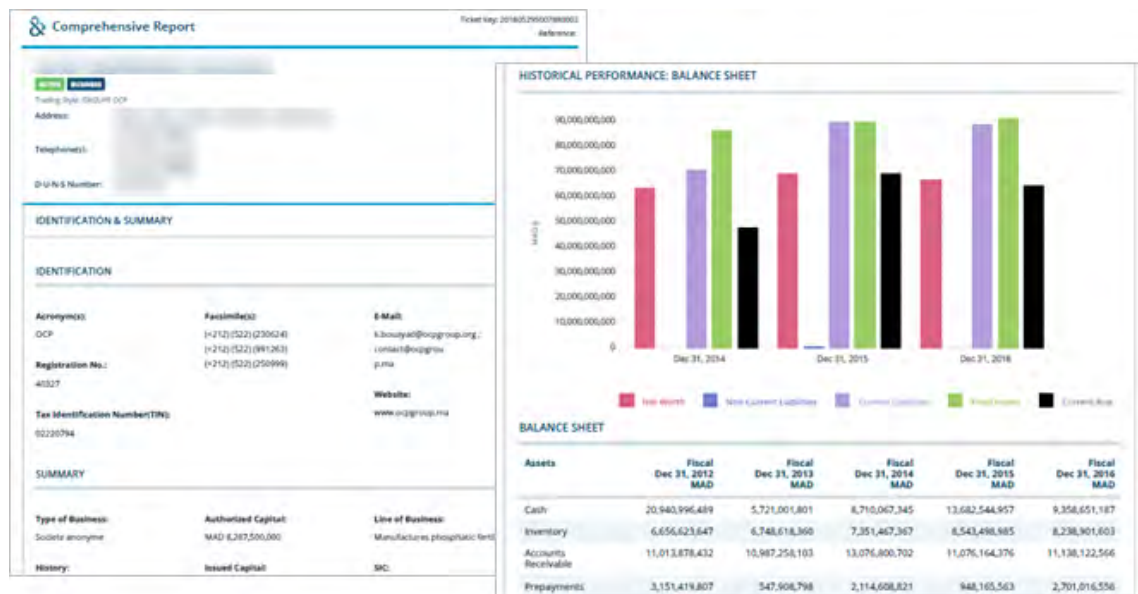 Comprehensive Report
Ticket key: 201605295007880002
Reference:
ACTIVE BUSINESS
Trading Style: GROUPE OCP
Address:
Telephone(s):
D-U-N-S Number:
IDENTIFICATION & SUMMARY
IDENTIFICATION
Acronym(s): Facsimile(s): E-Mail:
OCP (+212) (522) (230624) k.bouayad@ocpgroup.org ;
(+212) (522) (991263) contact@ocpgrou
Registration No.: (+212) (522) (250999) p.ma
40327
Website:
Tax Identification Number(TIN): www.ocpgroup.ma
02220794
SUMMARY
Type of Business: Authorized Capital: Line of Business:
Societe anonyme MAD 8,287,500,000 Manufactures phosphatic fertil
History: Issued Capital: SIC:
HISTORICAL PERFORMANCE: BALANCE SHEET
90,000,000,000
80,000,000,000
70,000,000,000
60,000,000,000
50,000,000,000
40,000,000,000
30,000,000,000
20,000,000,000
10,000,000,000
0
MAD
Dec 31, 2014 Dec 31, 2015 Dec 31, 2016
Net Worth Non Current Liabilities Current Liabilities Fixed Assets Current Assets
BALANCE SHEET
Assets Fiscal Fiscal Fiscal Fiscal Fiscal
Dec 31, 2012 Dec 31, 2013 Dec 31, 2014 Dec 31, 2015 Dec 31, 2016
MAD MAD MAD MAD MAD
Cash 20,940,996,489 5,721,001,801 8,710,067,345 13,682,544,957 9,358,651,187
Inventory 6,656,623,647 6,748,618,360 7,351,467,367 8,543,498,985 8,238,901,603
Accounts 11,013,878,432 10,987,258,103 13,076,800,702 11,076,164,376 11,138,122,566
Receivable
Prepayments 3,151,419,807 547,908,798 2,114,608,821 948,165,563 2,701,016,556